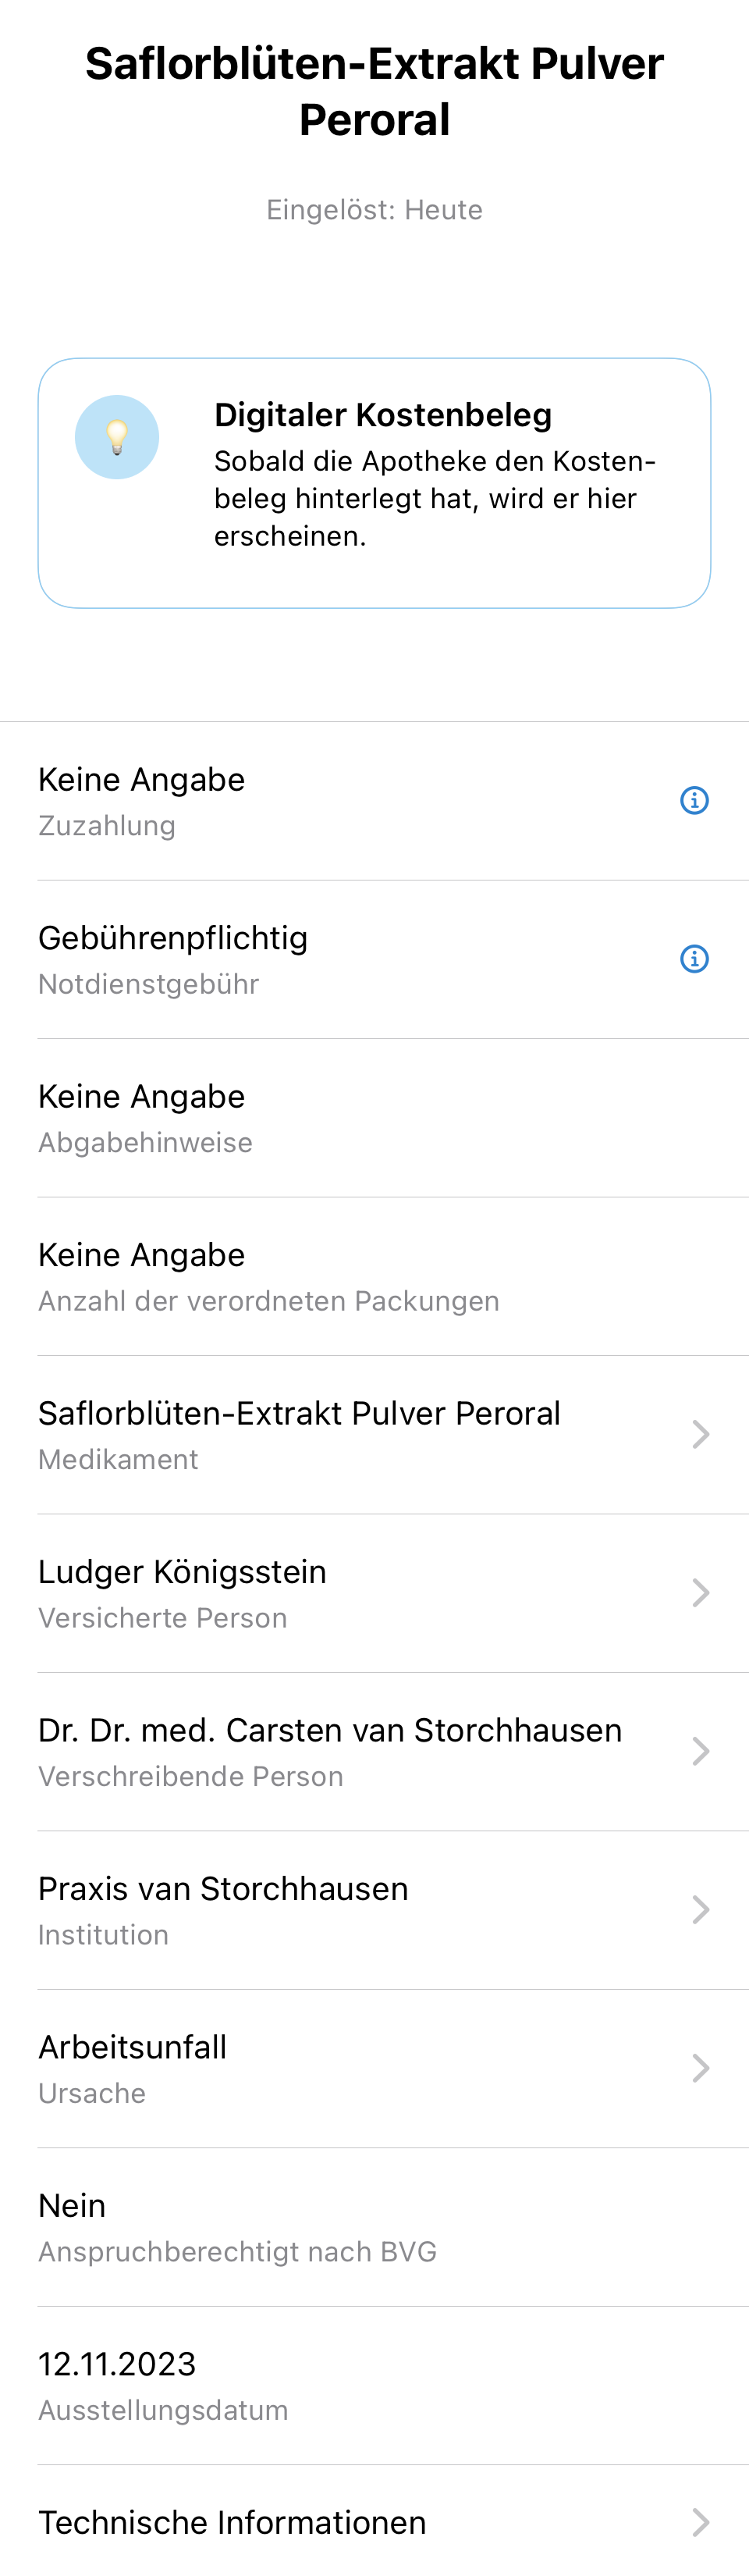 Saflorblüten-Extrakt Pulver
Peroral
Eingelöst: Heute
Digitaler Kostenbeleg
Sobald die Apotheke den Kosten-
beleg hinterlegt hat, wird er hier
erscheinen.
Keine Angabe
Zuzahlung
Gebührenpflichtig
Notdienstgebühr
Keine Angabe
Abgabehinweise
Keine Angabe
Anzahl der verordneten Packungen
Saflorblüten-Extrakt Pulver Peroral
Medikament
Ludger Königsstein
Versicherte Person
Dr. Dr. med. Carsten van Storchhausen
Verschreibende Person
Praxis van Storchhausen
Institution
Arbeitsunfall
Ursache
Nein
Anspruchberechtigt nach BVG
12.11.2023
Ausstellungsdatum
Technische Informationen